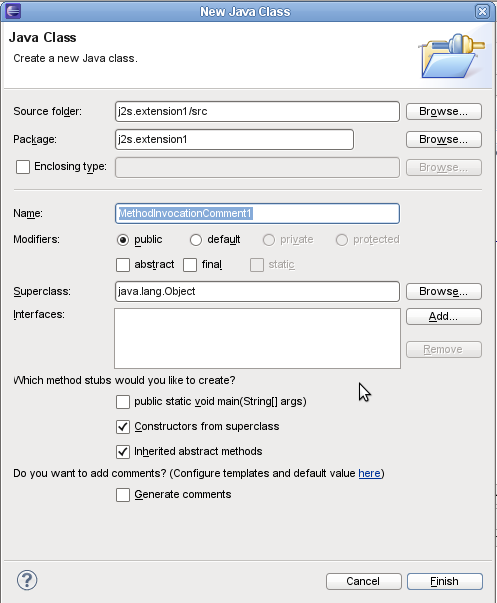 New Java Class
Java Class
Create a new Java class.
Source folder: j2s.extension1/src Browse...
Package: j2s.extension1 Browse...
Enclosing type: Browse...
Name: MethodInvocationComment1
Modifiers: public default private protected
abstract final static
Superclass: java.lang.Object Browse...
Interfaces: Add...
Remove
Which method stubs would you like to create?
public static void main(String[] args)
Constructors from superclass
Inherited abstract methods
Do you want to add comments? (Configure templates and default value here)
Generate comments
? Cancel Finish